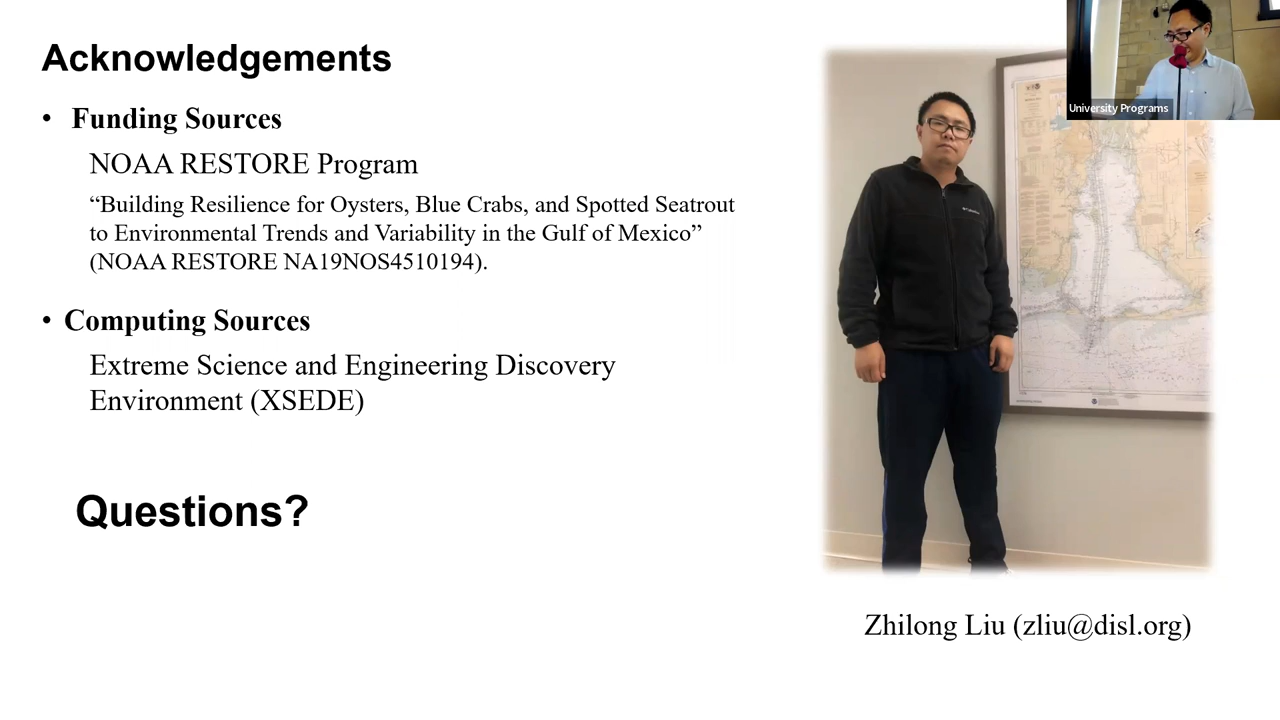 Acknowledgements
• Funding Sources
NOAA RESTORE Program
“Building Resilience for Oysters, Blue Crabs, and Spotted Seatrout
to Environmental Trends and Variability in the Gulf of Mexico”
(NOAA RESTORE NA19NOS4510194).
• Computing Sources
Extreme Science and Engineering Discovery
Environment (XSEDE)
Questions?
University Programs
Columbia
Zhilong Liu (zliu@disl.org)